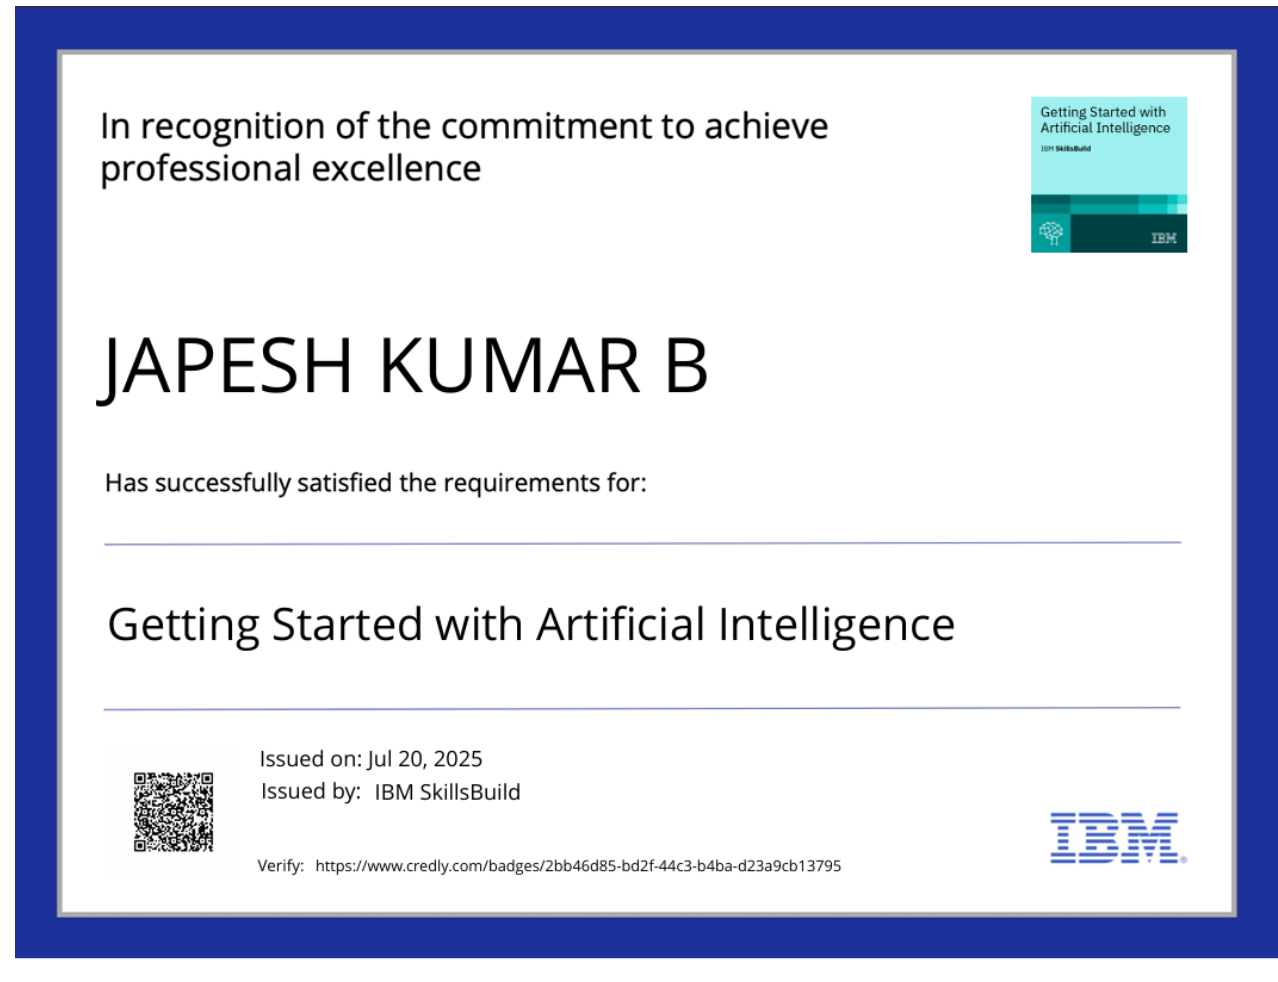 In recognition of the commitment to achieve
professional excellence
Getting Started with
Artificial Intelligence
IBM SkillsBuild
IBM
JAPESH KUMAR B
Has successfully satisfied the requirements for:
Getting Started with Artificial Intelligence
Issued on: Jul 20, 2025
Issued by: IBM SkillsBuild
Verify: https://www.credly.com/badges/2bb46d85-bd2f-44c3-b4ba-d23a9cb13795
IBM®